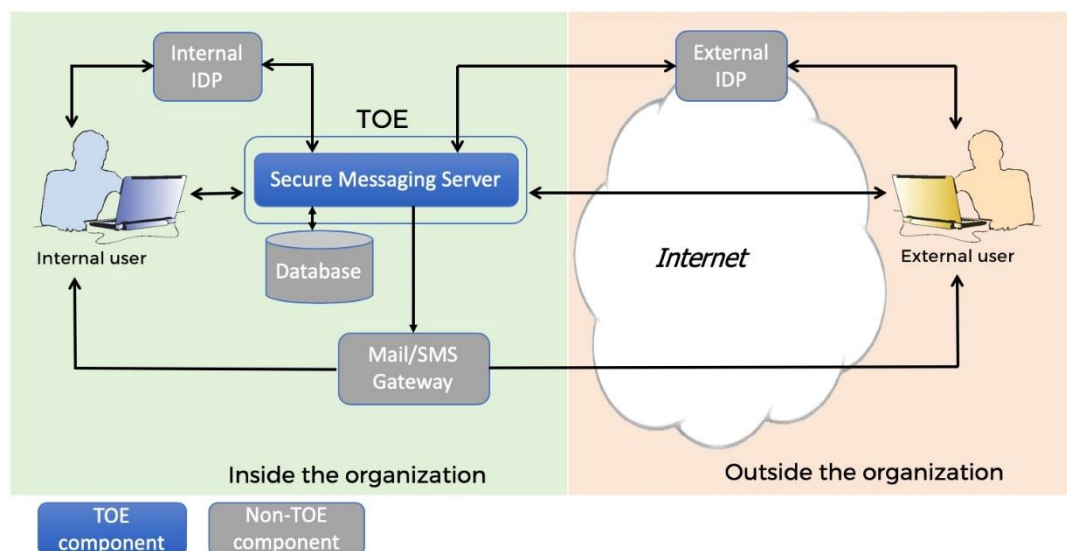 Internal
IDP
External
IDP
TOE
Secure Messaging Server
Internal user
Database
Internet
External user
Mail/SMS
Gateway
Inside the organization
Outside the organization
TOE
component
Non-TOE
component